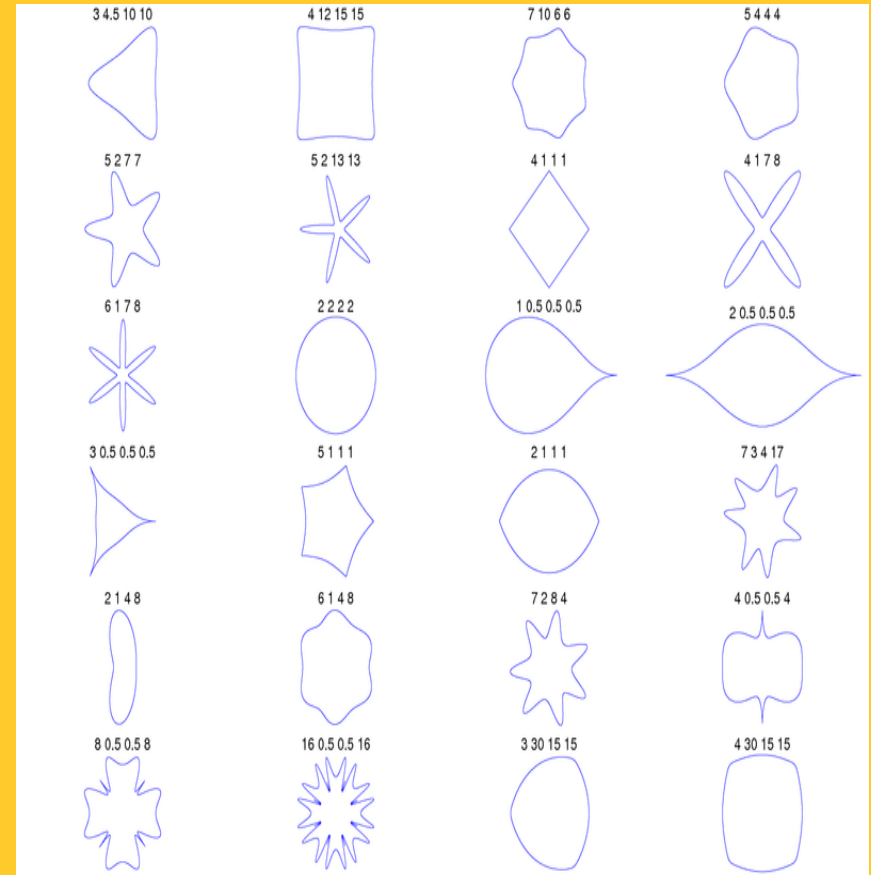 3 4.5 10 10
4 12 15 15
7 10 6 6
5 4 4 4
5 2 7 7
5 2 13 13
4 1 1 1
4 1 7 8
6 1 7 8
2 2 2 2
1 0.5 0.5 0.5
2 0.5 0.5 0.5
3 0.5 0.5 0.5
5 1 1 1
2 1 1 1
7 3 4 17
2 1 4 8
6 1 4 8
7 2 8 4
4 0.5 0.5 4
8 0.5 0.5 8
16 0.5 0.5 16
3 30 15 15
4 30 15 15